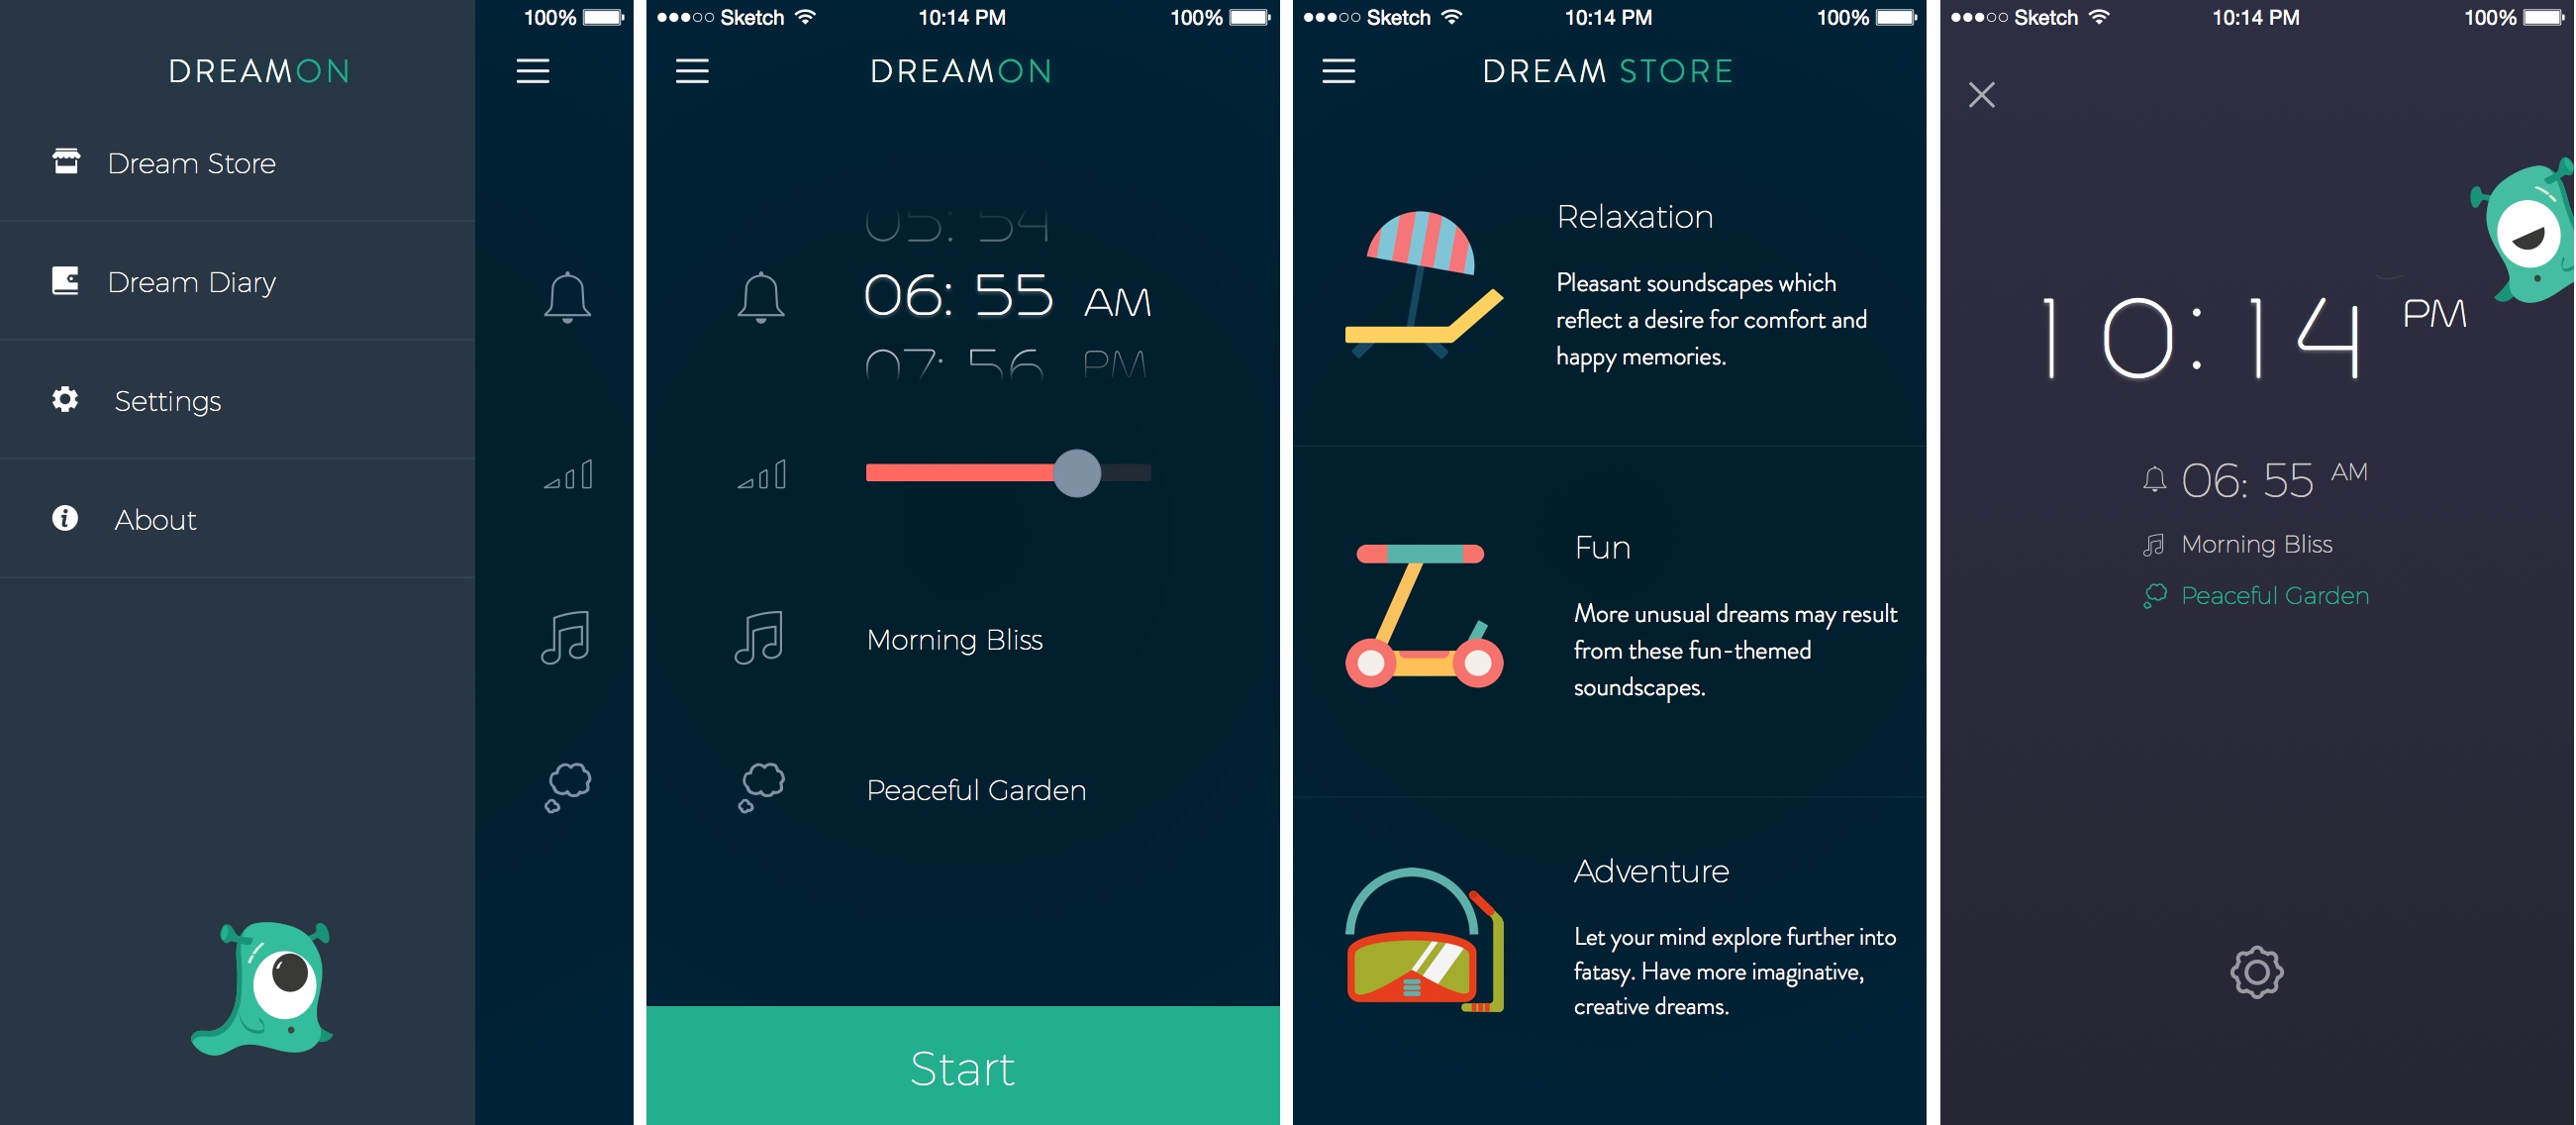 100%
DREAMON
Dream Store
Dream Diary
Settings
About
Sketch 10:14 PM 100%
DREAMON
05: 54
06: 55 AM
07: 56 PM
Morning Bliss
Peaceful Garden
Start
Sketch 10:14 PM 100%
DREAM STORE
Relaxation
Pleasant soundscapes which
reflect a desire for comfort and
happy memories.
Fun
More unusual dreams may result
from these fun-themed
soundscapes.
Adventure
Let your mind explore further into
fatasy. Have more imaginative,
creative dreams.
Sketch 10:14 PM 100%
10:14 PM
06: 55 AM
Morning Bliss
Peaceful Garden